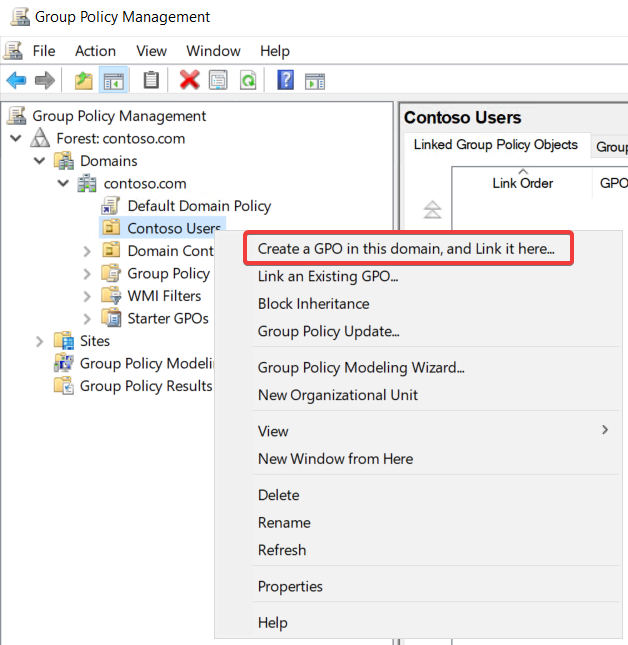 Group Policy Management
File Action View Window Help
Group Policy Management
Forest: contoso.com
Domains
contoso.com
Default Domain Policy
Contoso Users
Domain Cont
Group Policy
WMI Filters
Starter GPOs
Sites
Group Policy Modeli
Group Policy Results
Contoso Users
Linked Group Policy Objects Group
Link Order GPO
Create a GPO in this domain, and Link it here...
Link an Existing GPO...
Block Inheritance
Group Policy Update...
Group Policy Modeling Wizard...
New Organizational Unit
View
New Window from Here
Delete
Rename
Refresh
Properties
Help